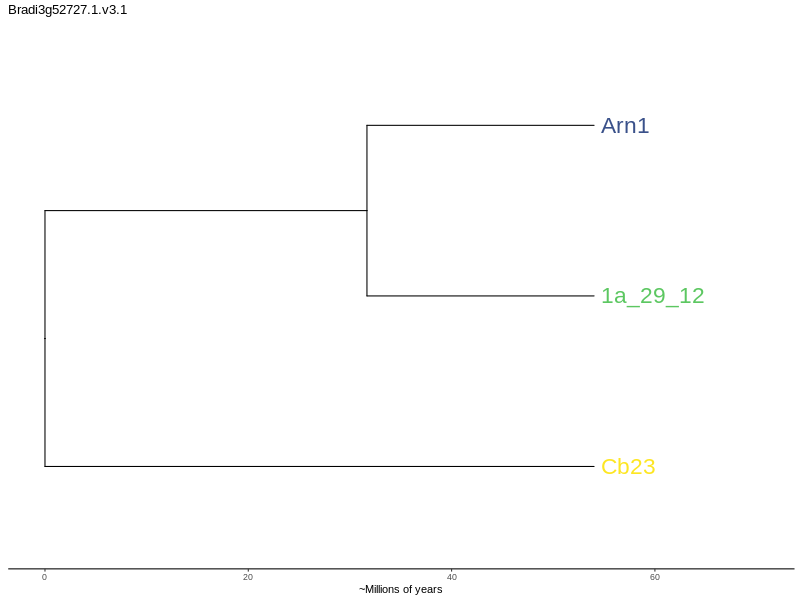 Bradi3g52727.1.v3.1
Arn1
1a_29_12
Cb23
0 20 40 60
~Millions of years